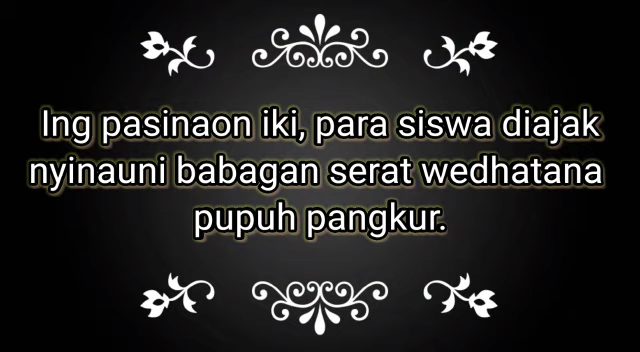 Ing pasinaon iki, para siswa diajak
nyinauni babagan serat wedhatana
pupuh pangkur.